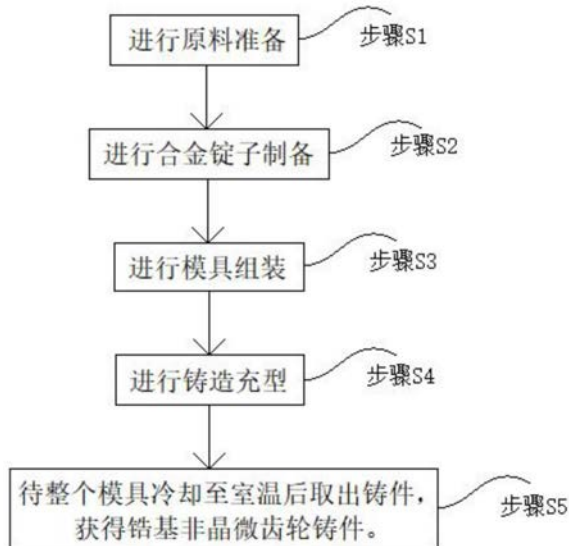 进行原料准备
步骤S1
进行合金锭子制备
步骤S2
进行模具组装
步骤S3
进行铸造充型
步骤S4
待整个模具冷却至室温后取出铸件，
获得锆基非晶微齿轮铸件。
步骤S5